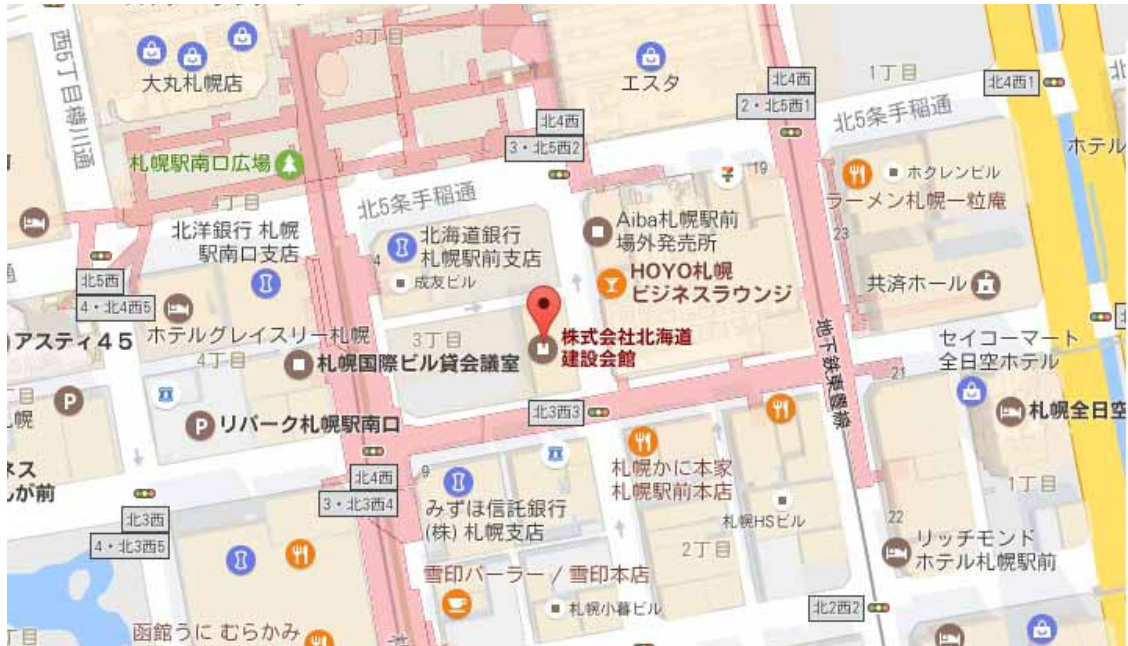 3丁目
西5丁目樽川通
大丸札幌店
エスタ
北4西
2・北5西1
1丁目
北4西1
北5条手稲通
北4西
3・北5西2
ホテル
札幌駅南口広場
19
ホクレンビル
ラーメン札幌一粒庵
4丁目
北5条手稲通
北洋銀行 札幌
駅南口支店
北海道銀行
札幌駅前支店
Aiba札幌駅前
場外発売所
23
4
成友ビル
HOYO札幌
ビジネスラウンジ
共済ホール
北5西
4・北4西5
通
アスティ45
ホテルグレイスリー札幌
3丁目
株式会社北海道
建設会館
地下鉄東豊線
セイコーマート
全日空ホテル
4丁目
札幌国際ビル貸会議室
21
リパーク札幌駅南口
北3西3
札幌全日空
9
北4西
3・北3西4
みずほ信託銀行
(株) 札幌支店
札幌かに本家
札幌駅前本店
ネス
が前
1丁目
札幌HSビル
北3西
4・北3西5
22
リッチモンド
ホテル札幌駅前
2丁目
雪印パーラー / 雪印本店
札幌小暮ビル
北2西2
函館うに むらかみ
丁目